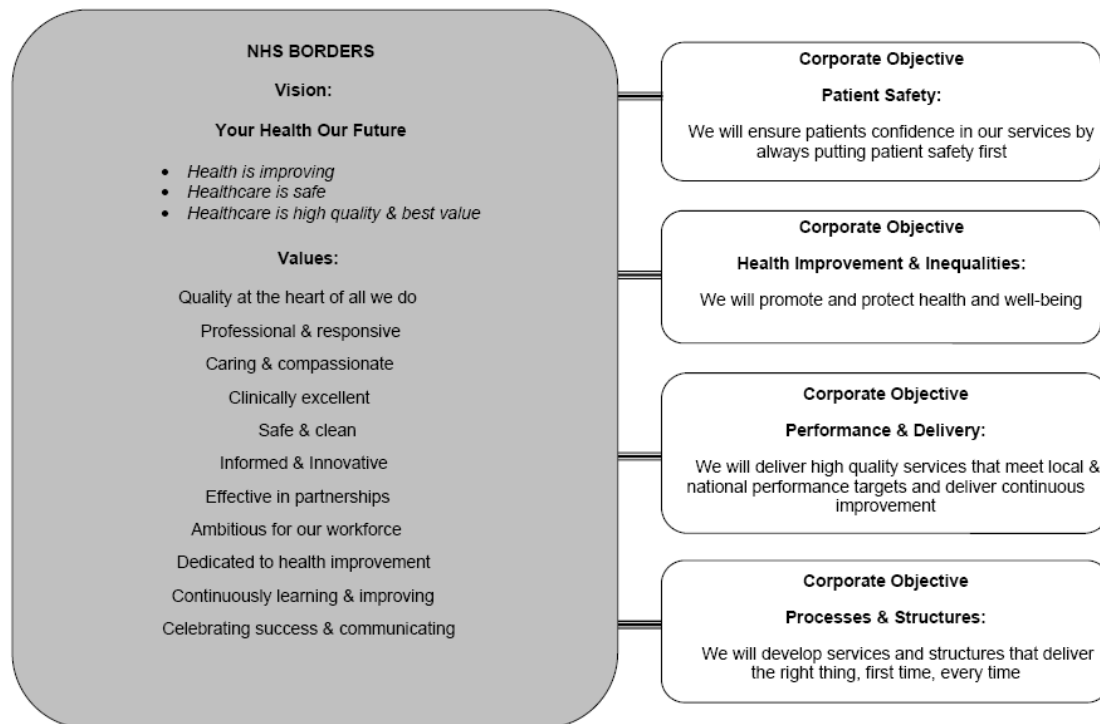 NHS BORDERS
Vision:
Your Health Our Future
• Health is improving
• Healthcare is safe
• Healthcare is high quality & best value
Values:
Quality at the heart of all we do
Professional & responsive
Caring & compassionate
Clinically excellent
Safe & clean
Informed & Innovative
Effective in partnerships
Ambitious for our workforce
Dedicated to health improvement
Continuously learning & improving
Celebrating success & communicating
Corporate Objective
Patient Safety:
We will ensure patients confidence in our services by
always putting patient safety first
Corporate Objective
Health Improvement & Inequalities:
We will promote and protect health and well-being
Corporate Objective
Performance & Delivery:
We will deliver high quality services that meet local &
national performance targets and deliver continuous
improvement
Corporate Objective
Processes & Structures:
We will develop services and structures that deliver
the right thing, first time, every time